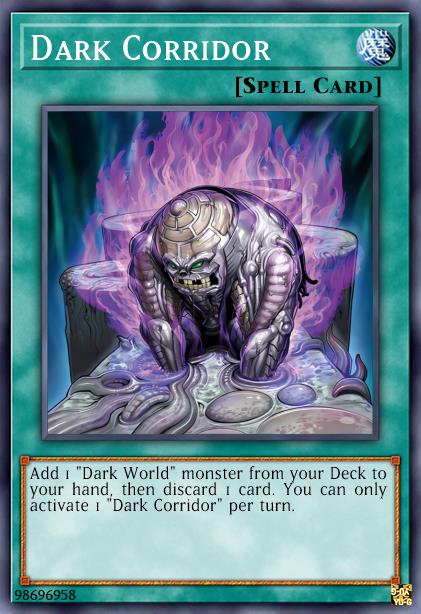 Dark Corridor
魔
[Spell Card]
Add 1 "Dark World" monster from your Deck to
your hand, then discard 1 card. You can only
activate 1 "Dark Corridor" per turn.
98696958